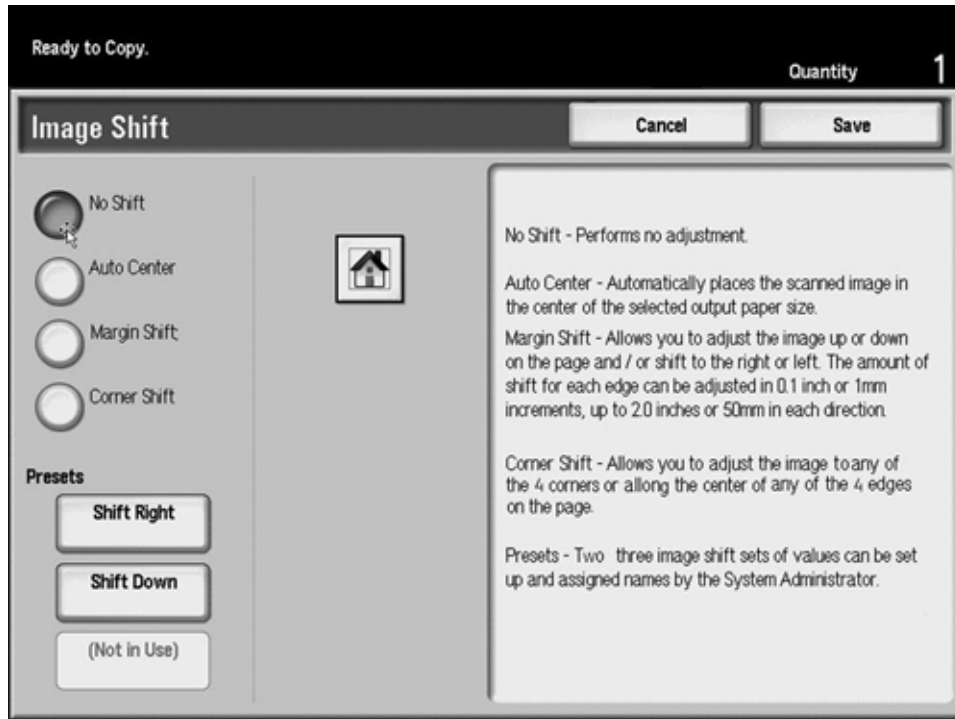 Ready to Copy.
Quantity 1
Image Shift
Cancel
Save
No Shift
Auto Center
Margin Shift
Corner Shift
Presets
Shift Right
Shift Down
(Not in Use)
No Shift - Performs no adjustment.
Auto Center - Automatically places the scanned image in
the center of the selected output paper size.
Margin Shift - Allows you to adjust the image up or down
on the page and / or shift to the right or left. The amount of
shift for each edge can be adjusted in 0.1 inch or 1mm
increments, up to 2.0 inches or 50mm in each direction.
Corner Shift - Allows you to adjust the image to any of
the 4 corners or allong the center of any of the 4 edges
on the page.
Presets - Two three image shift sets of values can be set
up and assigned names by the System Administrator.